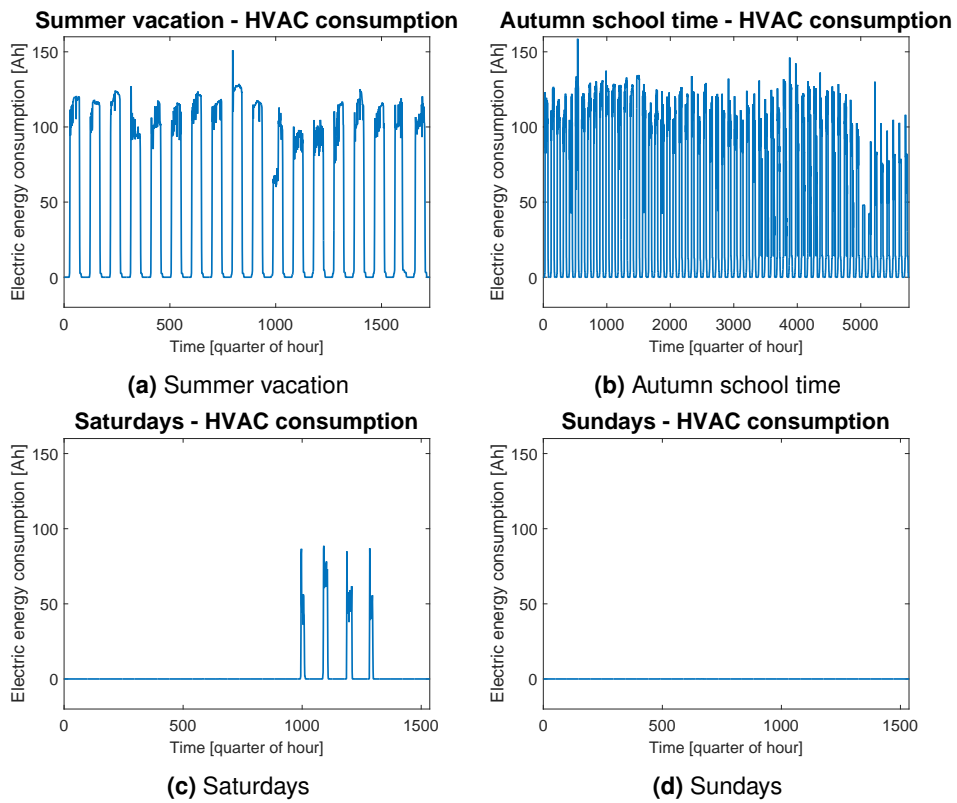 Summer vacation - HVAC consumption
Electric energy consumption [Ah]
150
100
50
0
0 500 1000 1500
Time [quarter of hour]
(a) Summer vacation
Autumn school time - HVAC consumption
Electric energy consumption [Ah]
150
100
50
0
0 1000 2000 3000 4000 5000
Time [quarter of hour]
(b) Autumn school time
Saturdays - HVAC consumption
Electric energy consumption [Ah]
150
100
50
0
0 500 1000 1500
Time [quarter of hour]
(c) Saturdays
Sundays - HVAC consumption
Electric energy consumption [Ah]
150
100
50
0
0 500 1000 1500
Time [quarter of hour]
(d) Sundays